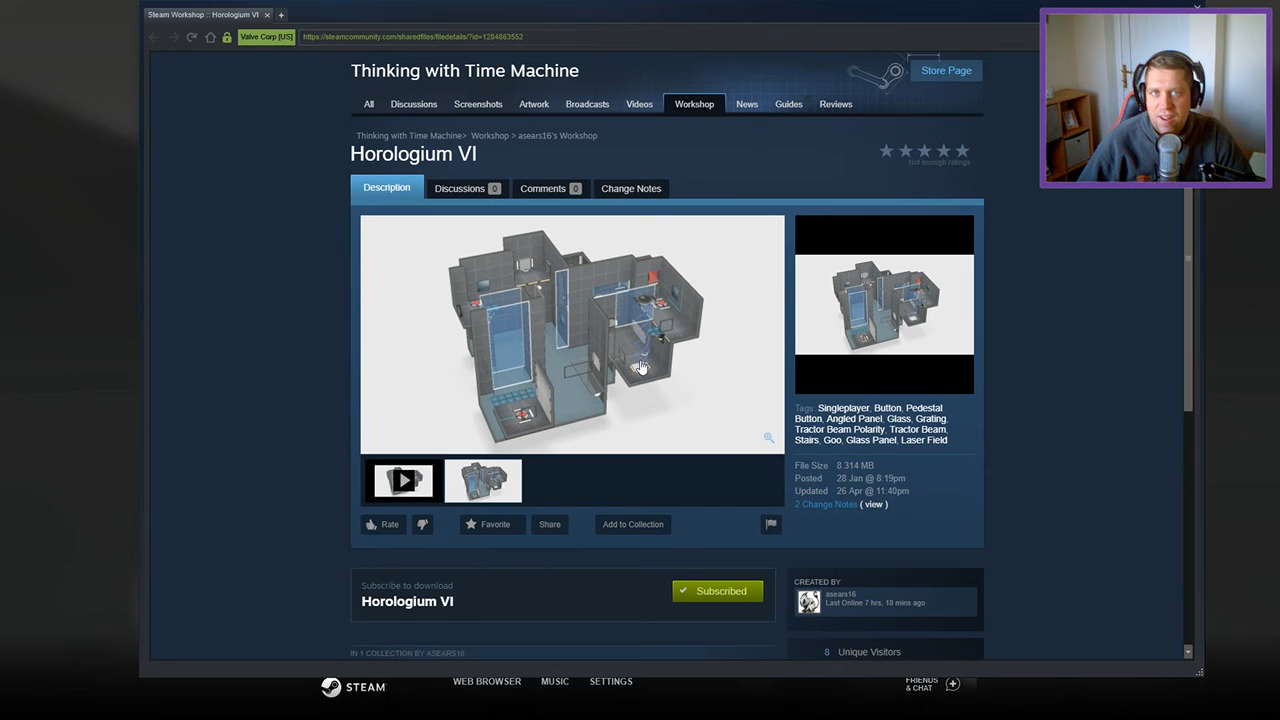 Steam Workshop :: Horologium VI
Valve Corp [US]
https://steamcommunity.com/sharedfiles/filedetails/?id=1284863552
Thinking with Time Machine
Store Page
All Discussions Screenshots Artwork Broadcasts Videos Workshop News Guides Reviews
Thinking with Time Machine> Workshop > asears16's Workshop
Horologium VI
Not enough ratings
Description Discussions 0 Comments 0 Change Notes
Tags: Singleplayer, Button, Pedestal
Button, Angled Panel, Glass, Grating,
Tractor Beam Polarity, Tractor Beam,
Stairs, Goo, Glass Panel, Laser Field
File Size 8.314 MB
Posted 28 Jan @ 8:19pm
Updated 26 Apr @ 11:40pm
2 Change Notes ( view )
Rate Favorite Share Add to Collection
Subscribe to download
Horologium VI
Subscribed
CREATED BY
asears16
Last Online 7 hrs, 18 mins ago
IN 1 COLLECTION BY ASEARS16
8 Unique Visitors
STEAM WEB BROWSER MUSIC SETTINGS
FRIENDS
& CHAT